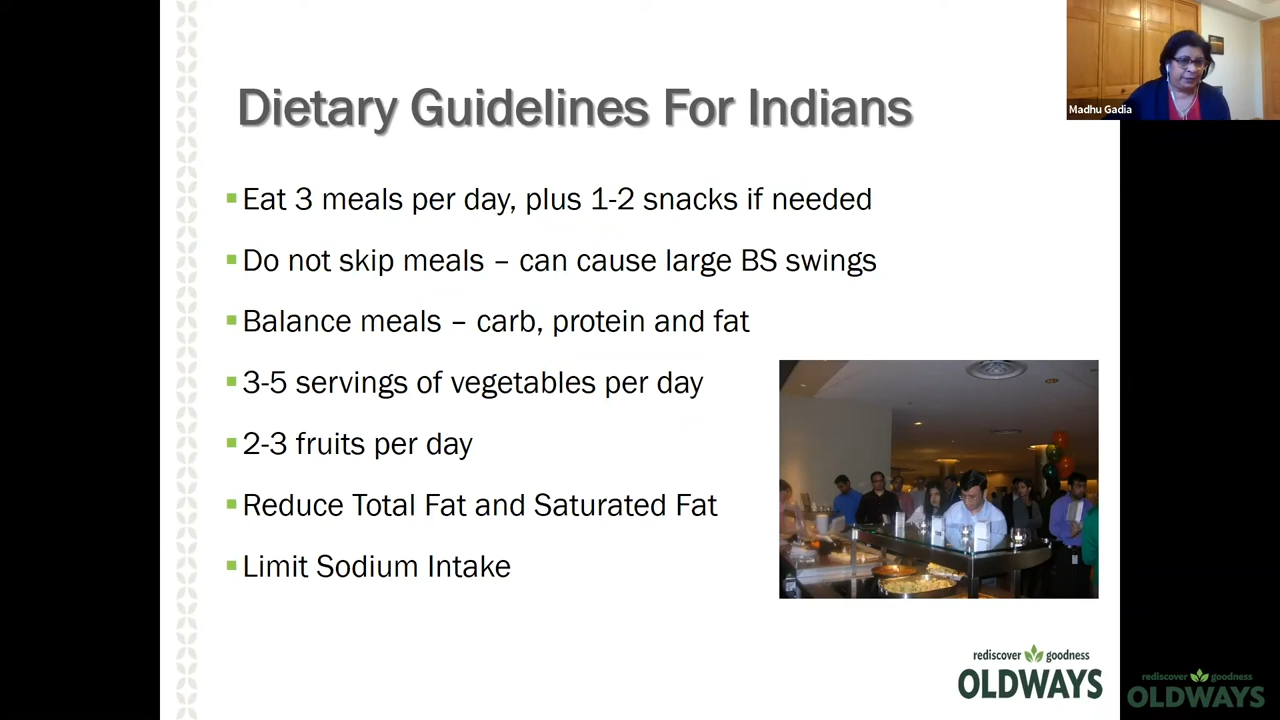 Dietary Guidelines For Indians
Madhu Gadia
Eat 3 meals per day, plus 1-2 snacks if needed
Do not skip meals – can cause large BS swings
Balance meals – carb, protein and fat
3-5 servings of vegetables per day
2-3 fruits per day
Reduce Total Fat and Saturated Fat
Limit Sodium Intake
rediscover goodness
OLDWAYS
rediscover goodness
OLDWAYS